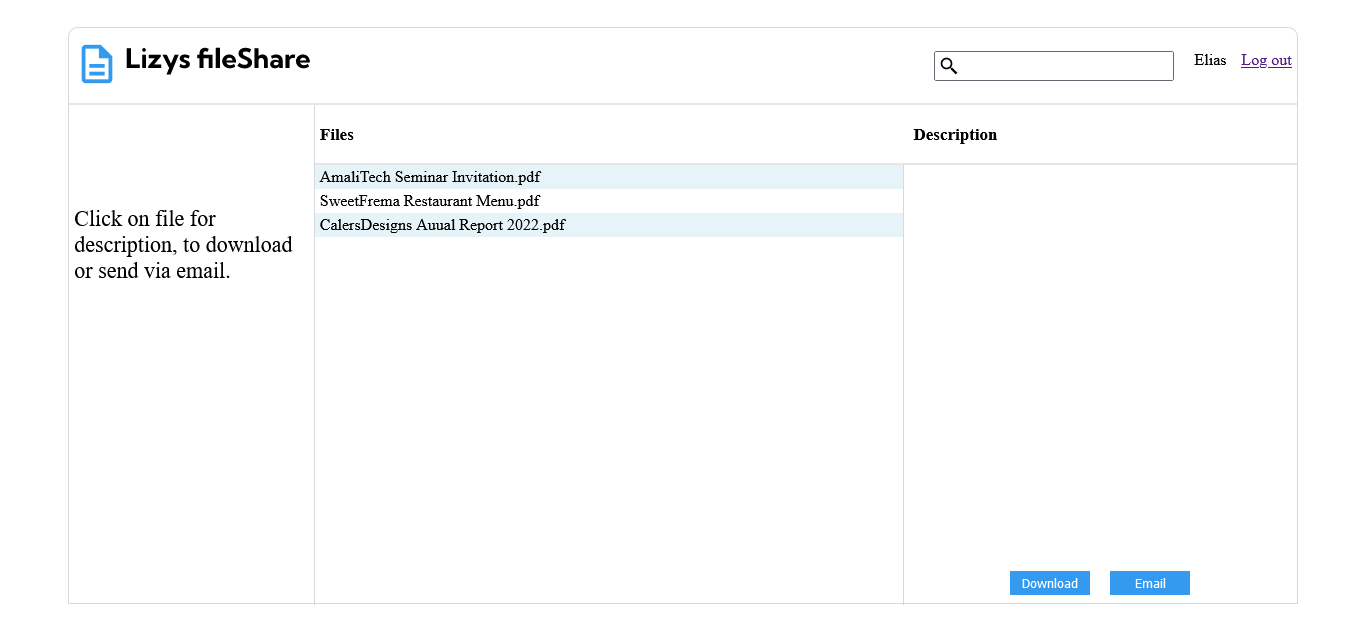 Lizys fileShare
Elias Log out
Files
Description
Click on file for
description, to download
or send via email.
AmaliTech Seminar Invitation.pdf
SweetFrema Restaurant Menu.pdf
CalersDesigns Auual Report 2022.pdf
Download
Email